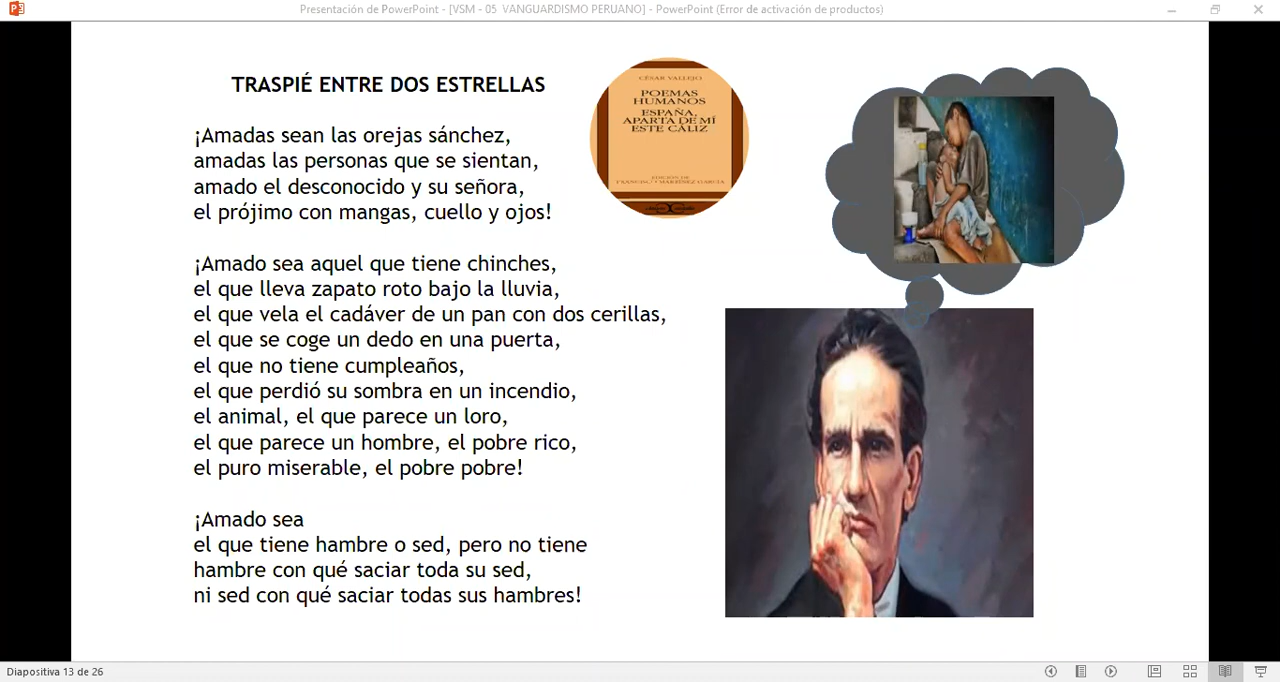 Presentación de PowerPoint - [VSM - 05 VANGUARDISMO PERUANO] - PowerPoint (Error de activación de productos)
TRASPIÉ ENTRE DOS ESTRELLAS
¡Amadas sean las orejas sánchez,
amadas las personas que se sientan,
amado el desconocido y su señora,
el prójimo con mangas, cuello y ojos!
¡Amado sea aquel que tiene chinches,
el que lleva zapato roto bajo la lluvia,
el que vela el cadáver de un pan con dos cerillas,
el que se coge un dedo en una puerta,
el que no tiene cumpleaños,
el que perdió su sombra en un incendio,
el animal, el que parece un loro,
el que parece un hombre, el pobre rico,
el puro miserable, el pobre pobre!
¡Amado sea
el que tiene hambre o sed, pero no tiene
hambre con qué saciar toda su sed,
ni sed con qué saciar todas sus hambres!
CÉSAR VALLEJO
POEMAS
HUMANOS
ESPAÑA,
APARTA DE MÍ
ESTE CÁLIZ
EDICIÓN DE
FRANCISCO MARTÍNEZ GARCÍA
Diapositiva 13 de 26